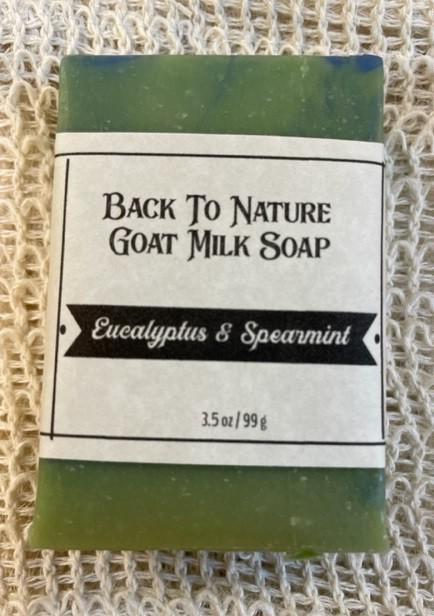 Back To Nature
Goat Milk Soap
Eucalyptus & Spearmint
3.5 oz / 99 g